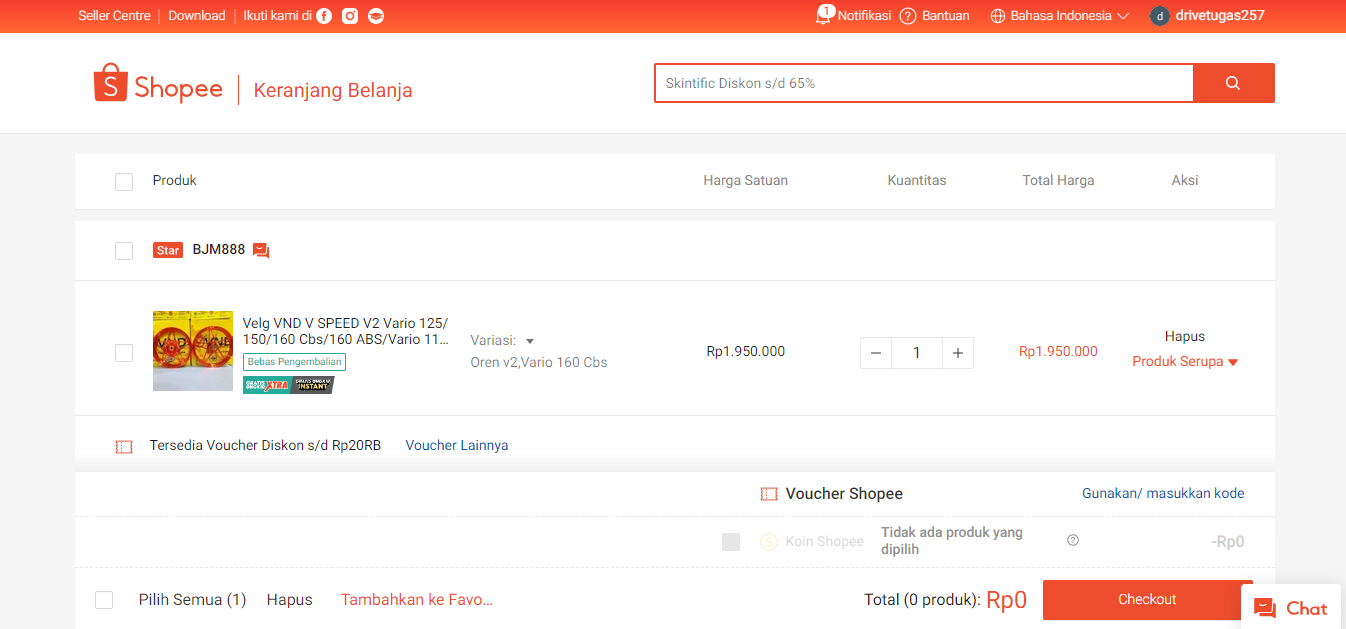 Seller Centre Download Ikuti kami di
1 Notifikasi Bantuan Bahasa Indonesia d drivetugas257
S Shopee Keranjang Belanja
Skintific Diskon s/d 65%
Produk Harga Satuan Kuantitas Total Harga Aksi
Star BJM888
Velg VND V SPEED V2 Vario 125/
150/160 Cbs/160 ABS/Vario 11...
Bebas Pengembalian
GRATIS ONGKIR XTRA GRATIS ONGKIR INSTANT
Variasi:
Oren v2,Vario 160 Cbs
Rp1.950.000
− 1 +
Rp1.950.000
Hapus
Produk Serupa
Tersedia Voucher Diskon s/d Rp20RB Voucher Lainnya
Voucher Shopee Gunakan/ masukkan kode
Koin Shopee
Tidak ada produk yang
dipilih
-Rp0
Pilih Semua (1) Hapus Tambahkan ke Favo...
Total (0 produk): Rp0 Checkout
Chat